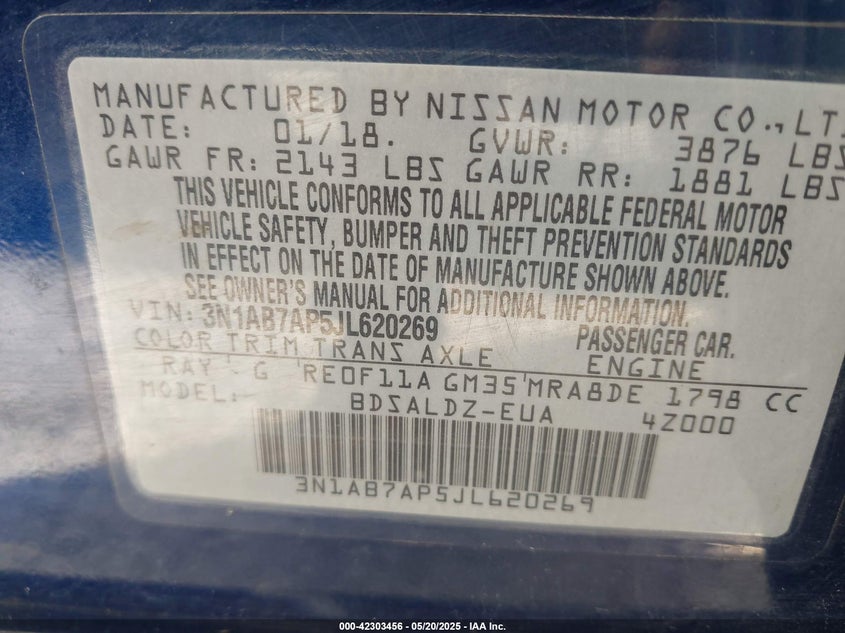 MANUFACTURED BY NISSAN MOTOR CO., LT
DATE: 01/18. GVWR: 3876 LBS
GAWR FR: 2143 LBS GAWR RR: 1881 LBS
THIS VEHICLE CONFORMS TO ALL APPLICABLE FEDERAL MOTOR
VEHICLE SAFETY, BUMPER AND THEFT PREVENTION STANDARDS
IN EFFECT ON THE DATE OF MANUFACTURE SHOWN ABOVE.
SEE OWNER'S MANUAL FOR ADDITIONAL INFORMATION.
VIN: 3N1AB7AP5JL620269 PASSENGER CAR.
COLOR TRIM TRANS AXLE ENGINE
RAY G RE0F11A GM35 MRA8DE 1798 CC
MODEL: BDSALDZ-EUA 4Z000
3N1AB7AP5JL620269
000-42303456 - 05/20/2025 - IAA Inc.